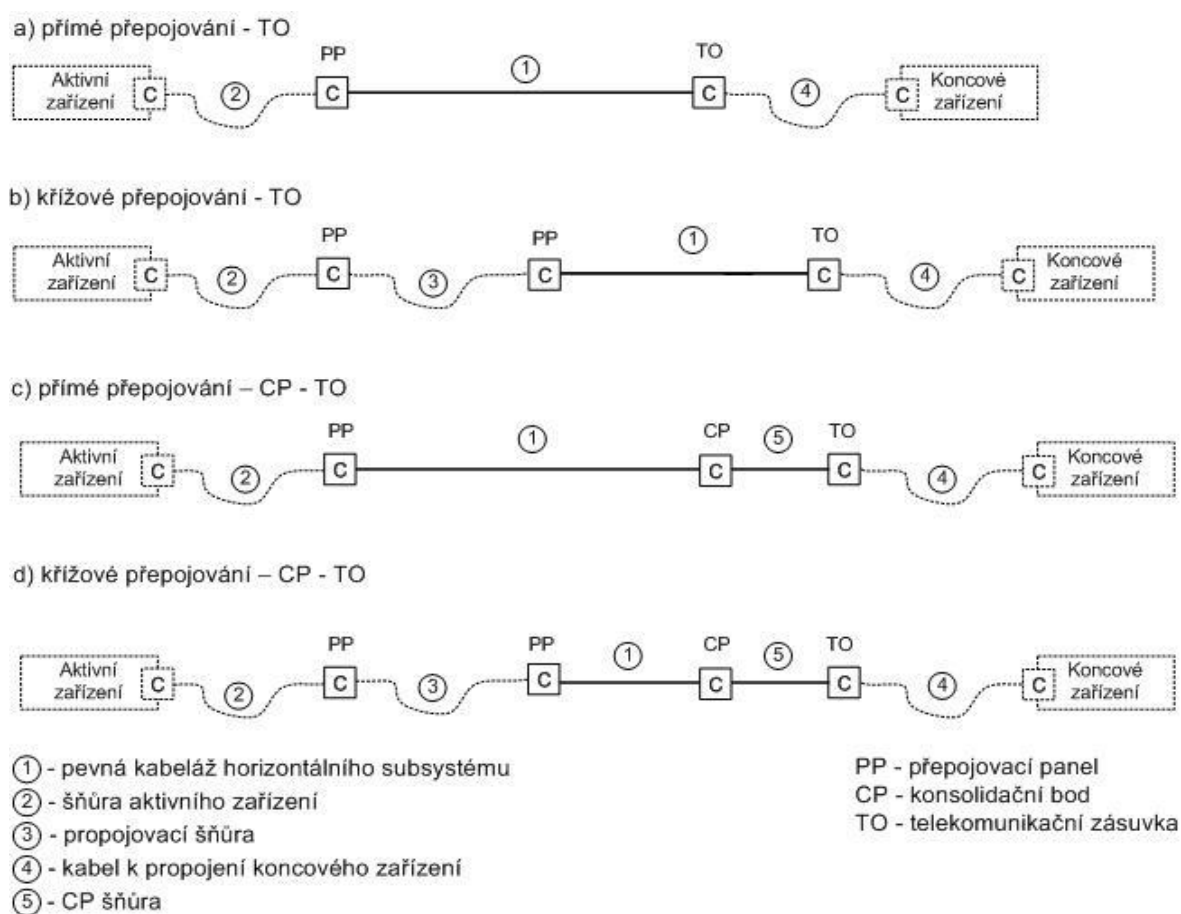 a) přímé přepojování - TO
PP
TO
Aktivní
zařízení
C
2
C
1
C
4
C
Koncové
zařízení
b) křížové přepojování - TO
PP
PP
TO
Aktivní
zařízení
C
2
C
3
C
1
C
4
C
Koncové
zařízení
c) přímé přepojování – CP - TO
PP
CP
TO
Aktivní
zařízení
C
2
C
1
C
5
C
4
C
Koncové
zařízení
d) křížové přepojování – CP - TO
PP
PP
CP
TO
Aktivní
zařízení
C
2
C
3
C
1
C
5
C
4
C
Koncové
zařízení
1 - pevná kabeláž horizontálního subsystému
2 - šňůra aktivního zařízení
3 - propojovací šňůra
4 - kabel k propojení koncového zařízení
5 - CP šňůra
PP - přepojovací panel
CP - konsolidační bod
TO - telekomunikační zásuvka